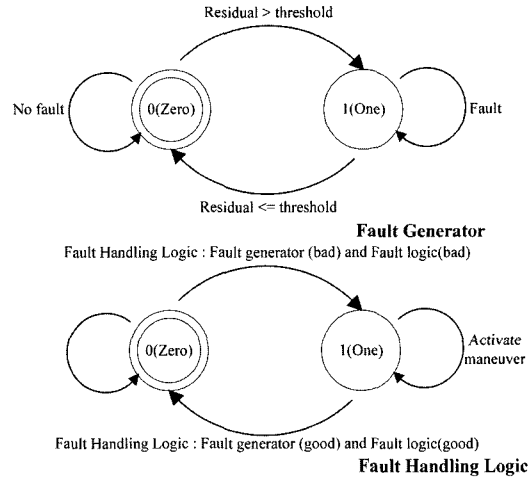 Residual > threshold
No fault
0(Zero)
1(One)
Fault
Residual <= threshold
Fault Generator
Fault Handling Logic : Fault generator (bad) and Fault logic(bad)
0(Zero)
1(One)
Activate
maneuver
Fault Handling Logic : Fault generator (good) and Fault logic(good)
Fault Handling Logic